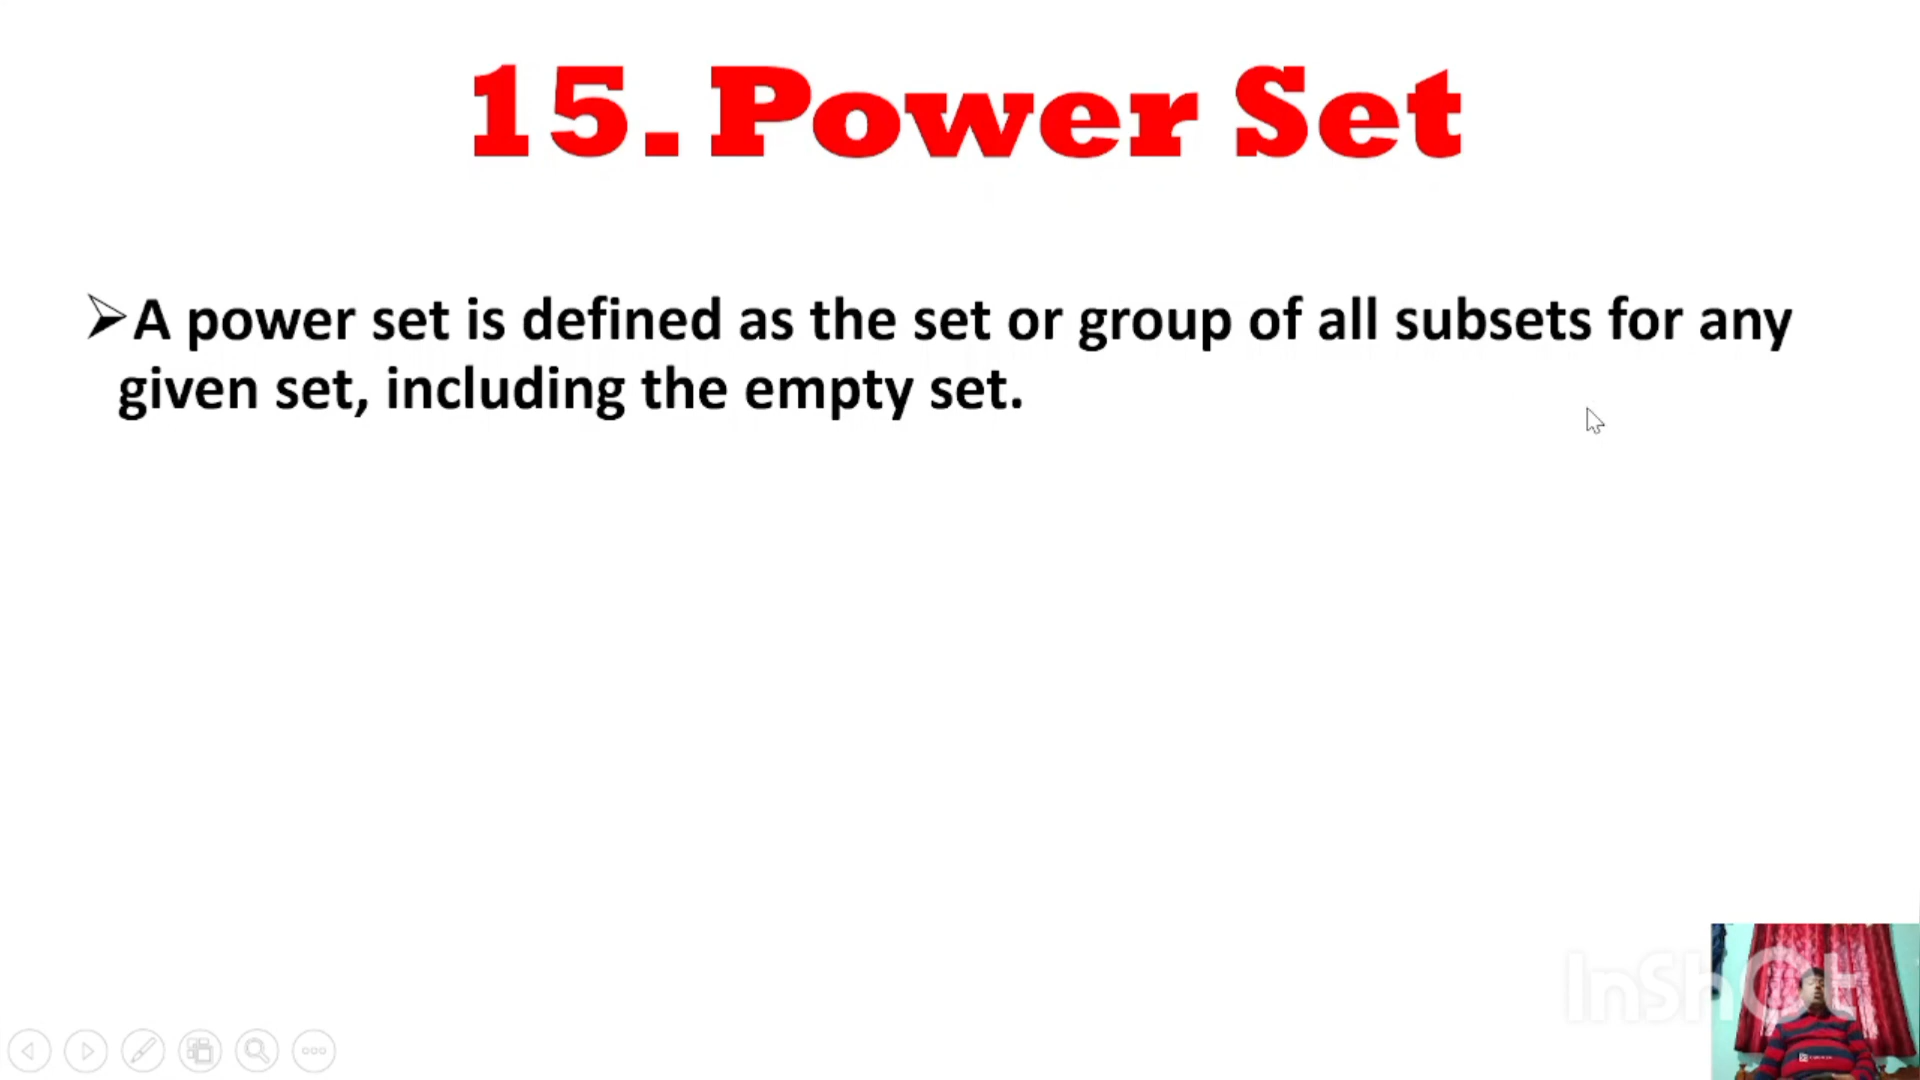 15. Power Set
➢A power set is defined as the set or group of all subsets for any
given set, including the empty set.
InShOt